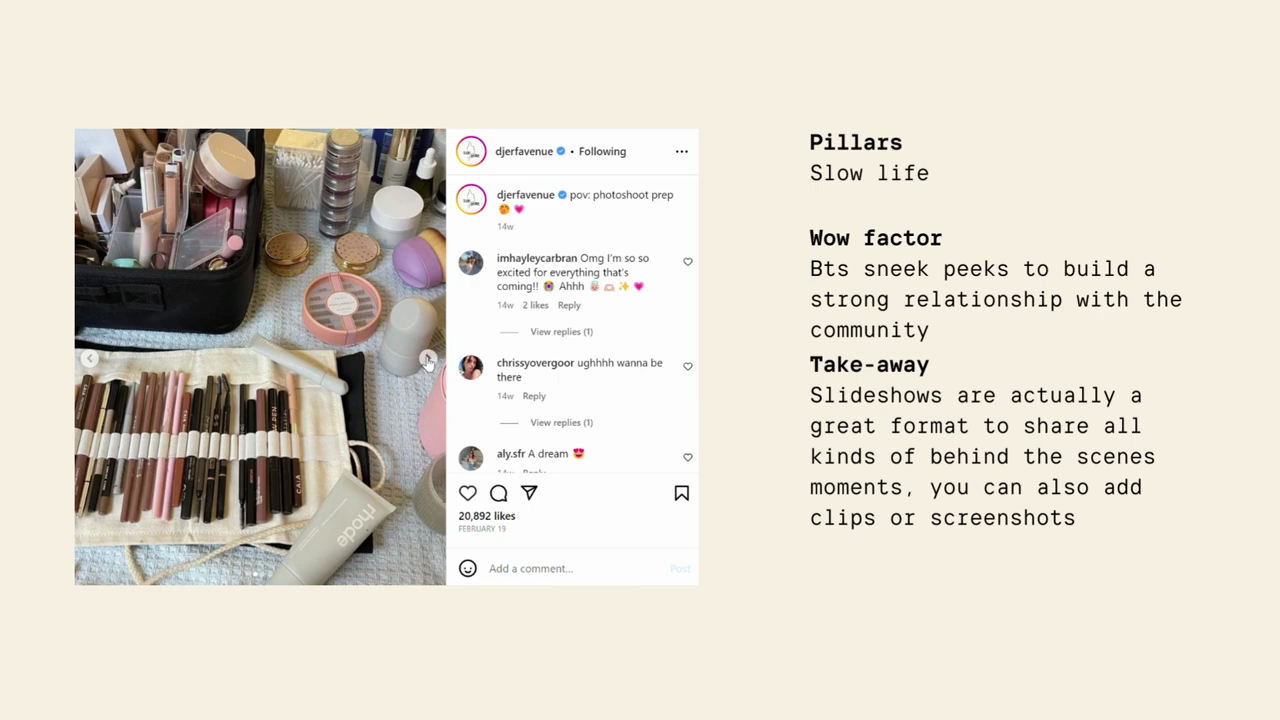 djerfavenue • Following
djerfavenue pov: photoshoot prep
14w
imhayleycarbran Omg I'm so so
excited for everything that's
coming!! Ahhh
14w 2 likes Reply
View replies (1)
chrissyovergoor ughhhh wanna be
there
14w Reply
View replies (1)
aly.sfr A dream 😍
14w Reply
20,892 likes
FEBRUARY 19
Add a comment...
Post
rhode
CAIA
Pillars
Slow life
Wow factor
Bts sneek peeks to build a
strong relationship with the
community
Take-away
Slideshows are actually a
great format to share all
kinds of behind the scenes
moments, you can also add
clips or screenshots